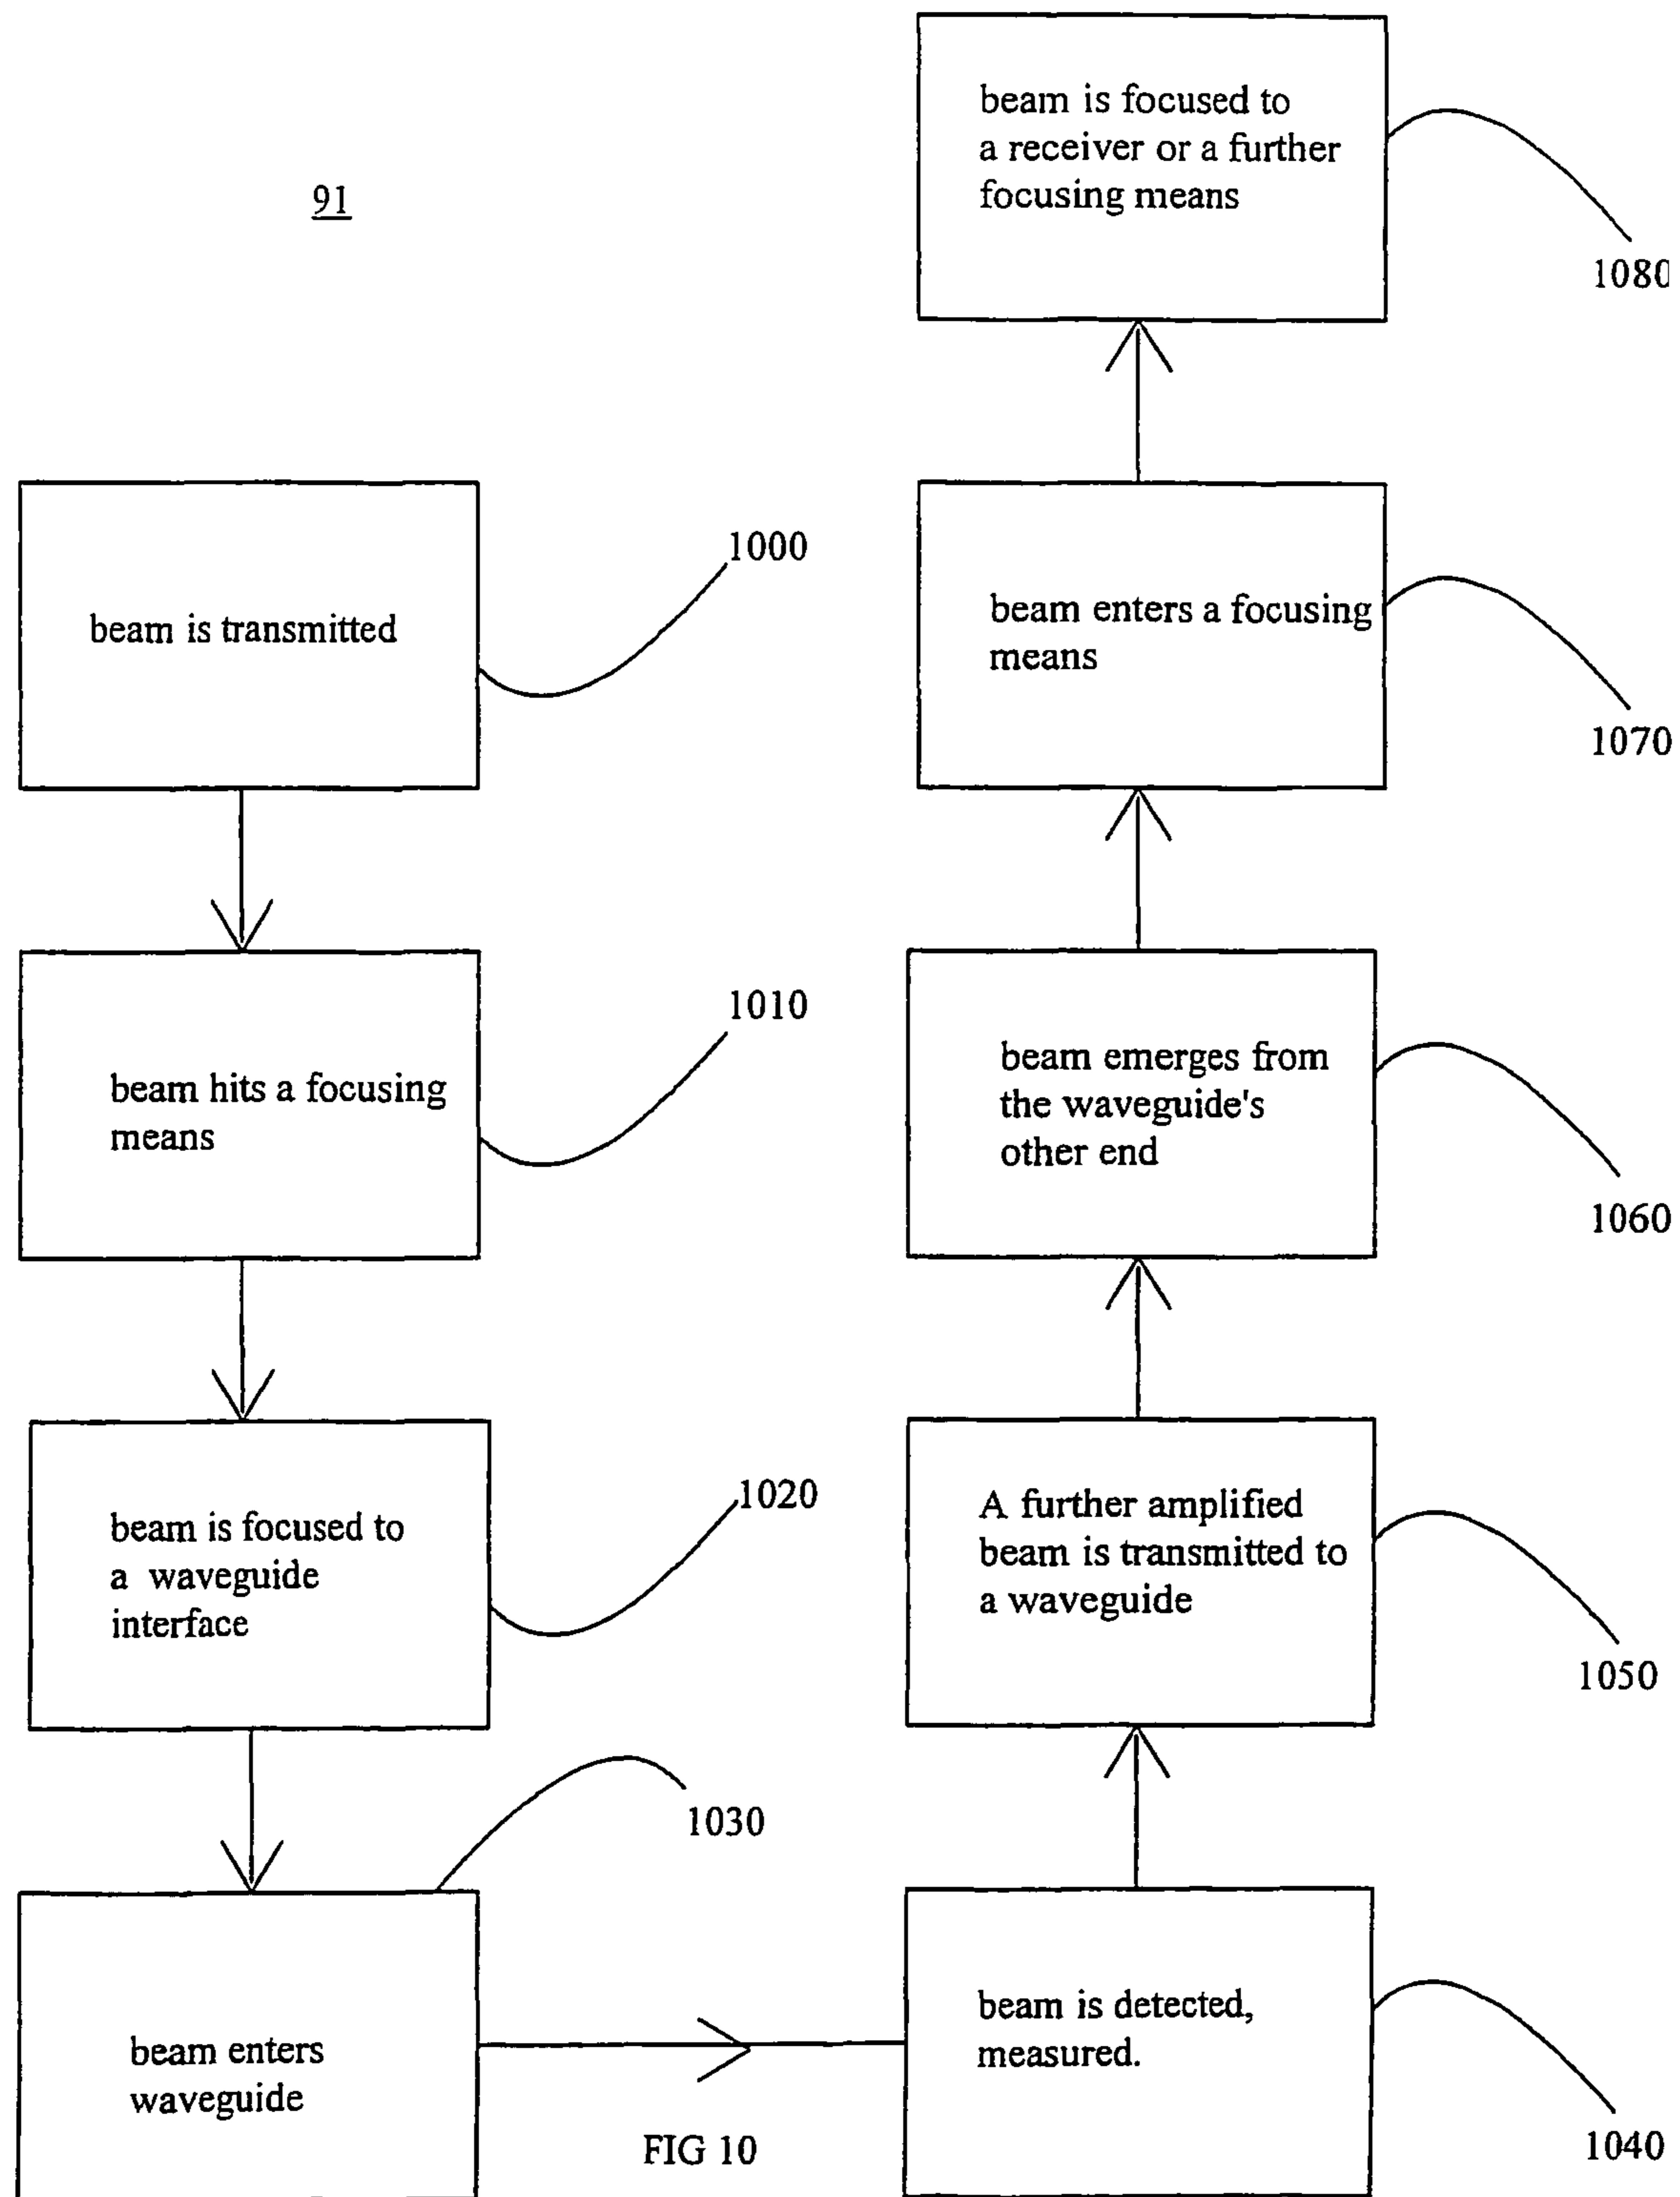 91
beam is transmitted
1000
beam hits a focusing
means
1010
beam is focused to
a waveguide
interface
1020
beam enters
waveguide
1030
beam is detected,
measured.
1040
A further amplified
beam is transmitted to
a waveguide
1050
beam emerges from
the waveguide's
other end
1060
beam enters a focusing
means
1070
beam is focused to
a receiver or a further
focusing means
1080
FIG 10